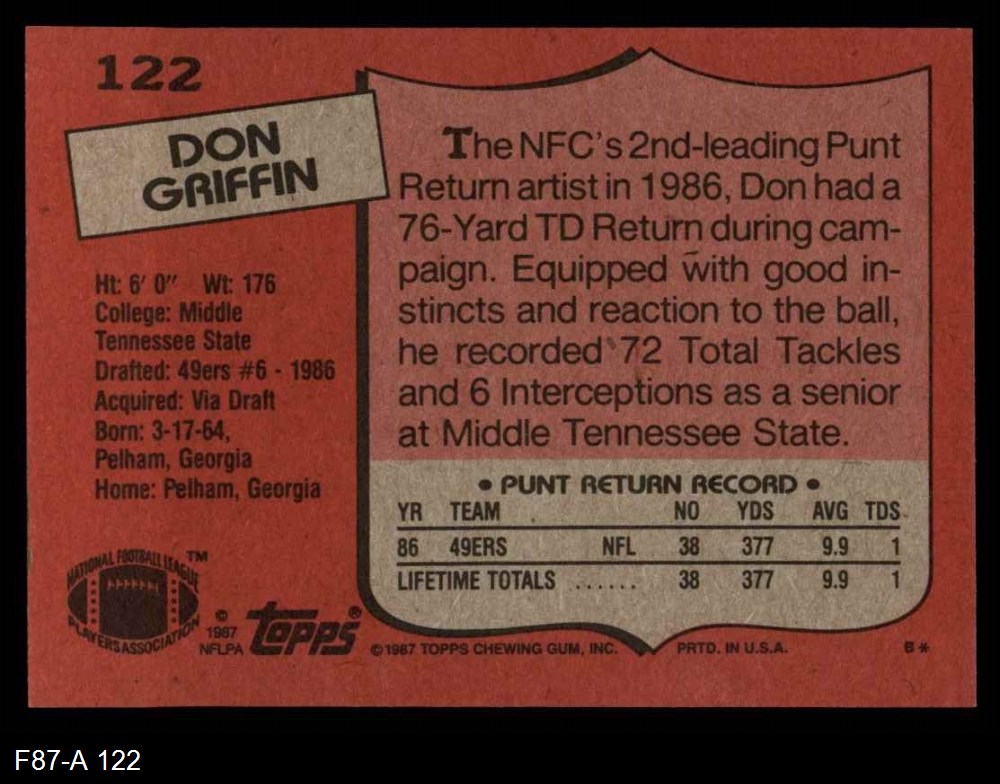 122
DON
GRIFFIN
Ht: 6' 0" Wt: 176
College: Middle
Tennessee State
Drafted: 49ers #6 - 1986
Acquired: Via Draft
Born: 3-17-64,
Pelham, Georgia
Home: Pelham, Georgia
The NFC's 2nd-leading Punt
Return artist in 1986, Don had a
76-Yard TD Return during cam-
paign. Equipped with good in-
stincts and reaction to the ball,
he recorded 72 Total Tackles
and 6 Interceptions as a senior
at Middle Tennessee State.
• PUNT RETURN RECORD •
YR TEAM NO YDS AVG TDS
86 49ERS NFL 38 377 9.9 1
LIFETIME TOTALS ...... 38 377 9.9 1
NATIONAL FOOTBALL LEAGUE ™
PLAYERS ASSOCIATION
© 1987 NFLPA
topps®
©1987 TOPPS CHEWING GUM, INC. PRTD. IN U.S.A. B*
F87-A 122